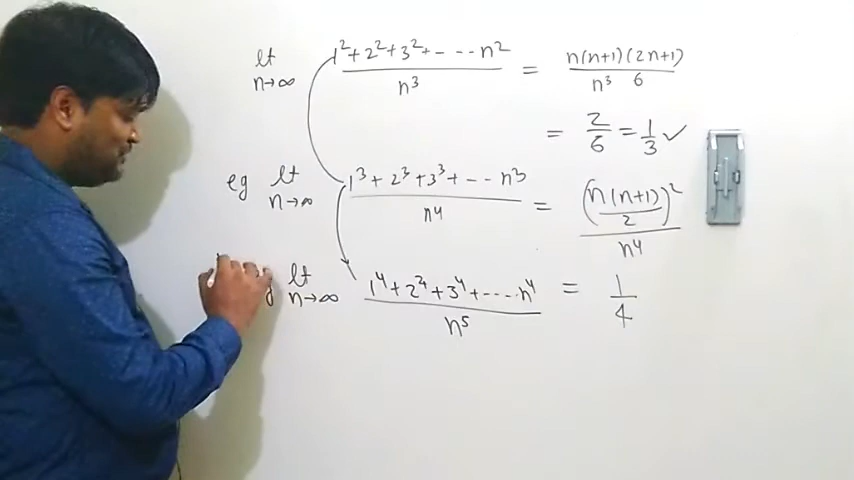 lt n→∞ 1² + 2² + 3² + - - - n² / n³ = n(n+1)(2n+1) / n³ 6
= 2/6 = 1/3 ✓
eg lt n→∞ 1³ + 2³ + 3³ + - - - n³ / n⁴ = (n(n+1)/2)² / n⁴
lt n→∞ 1⁴ + 2⁴ + 3⁴ + - - - - n⁴ / n⁵ = 1/4